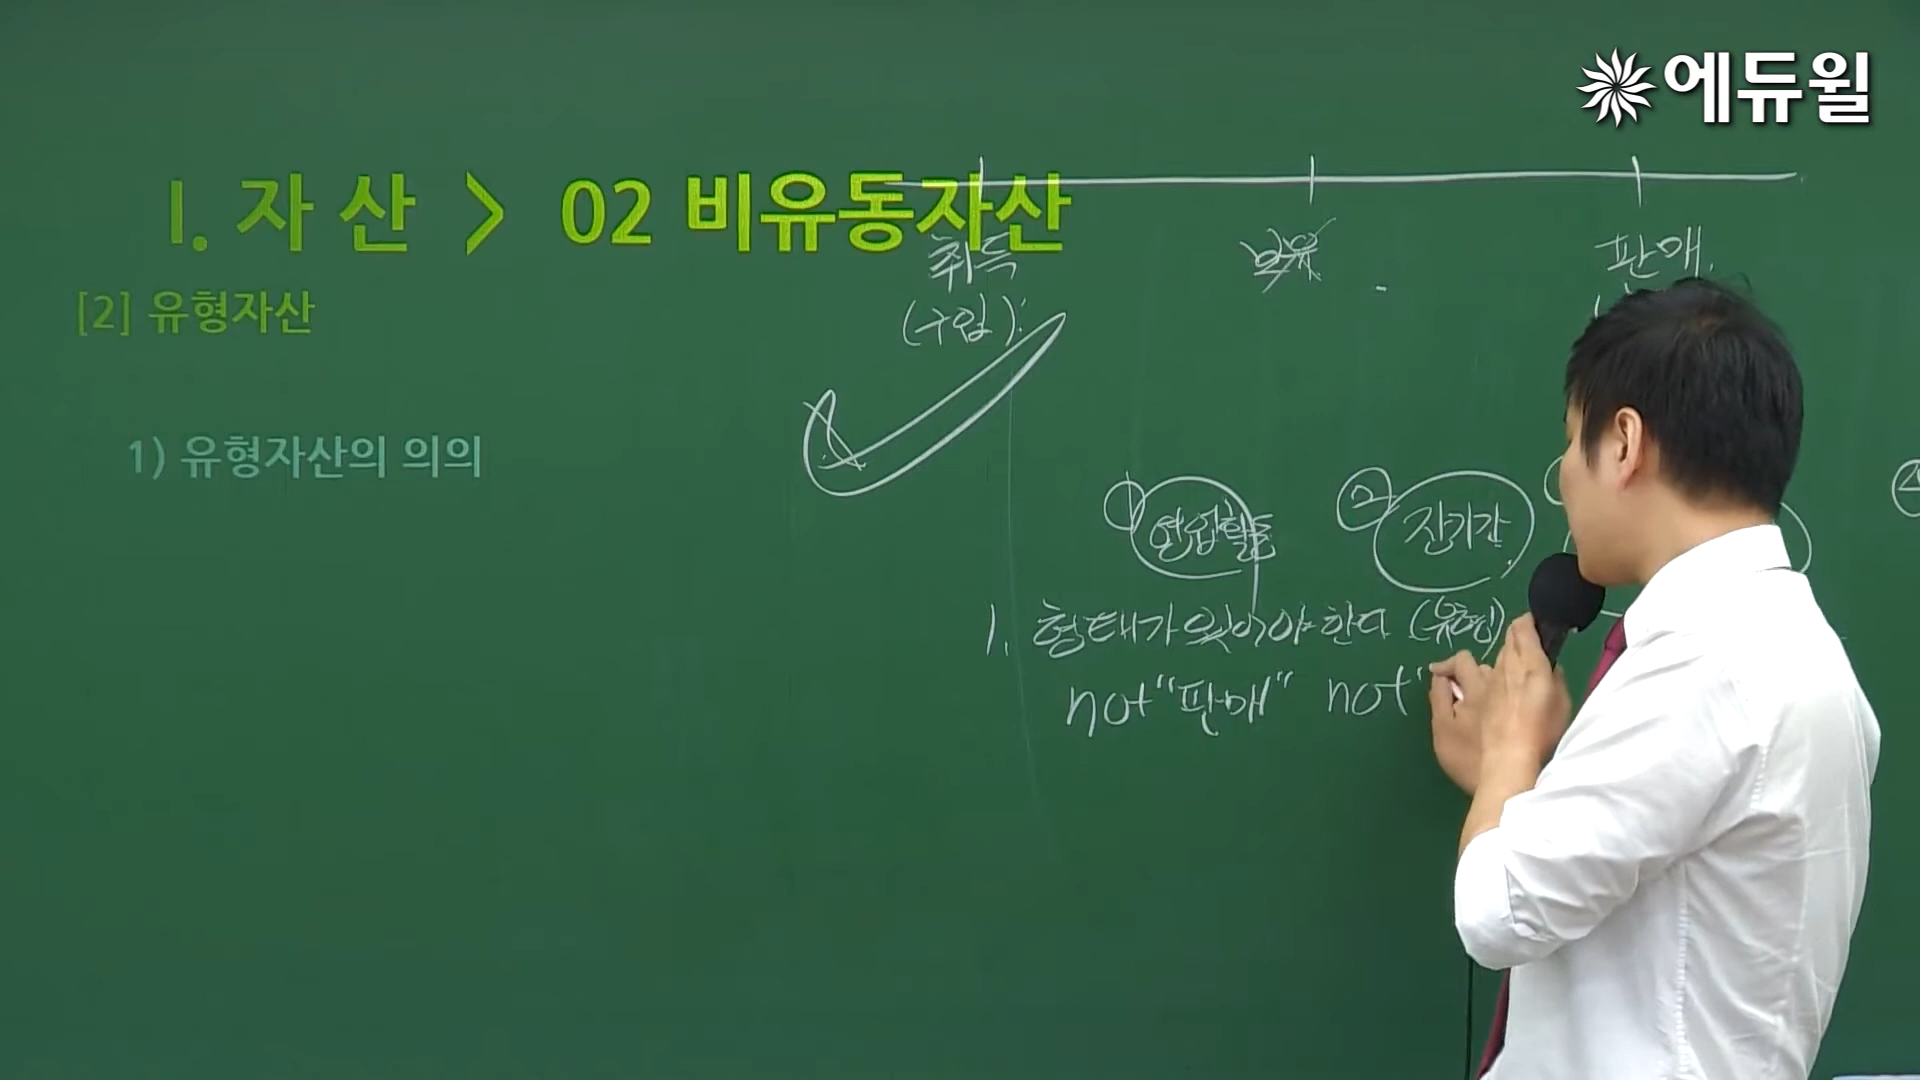 에듀윌
I. 자 산 > 02 비유동자산
취득
보유
판매
(구입)
[2] 유형자산
1) 유형자산의 의의
① 영업활동
② 장기간
④
1. 형태가 있어야 한다 (유형)
not "판매" not "